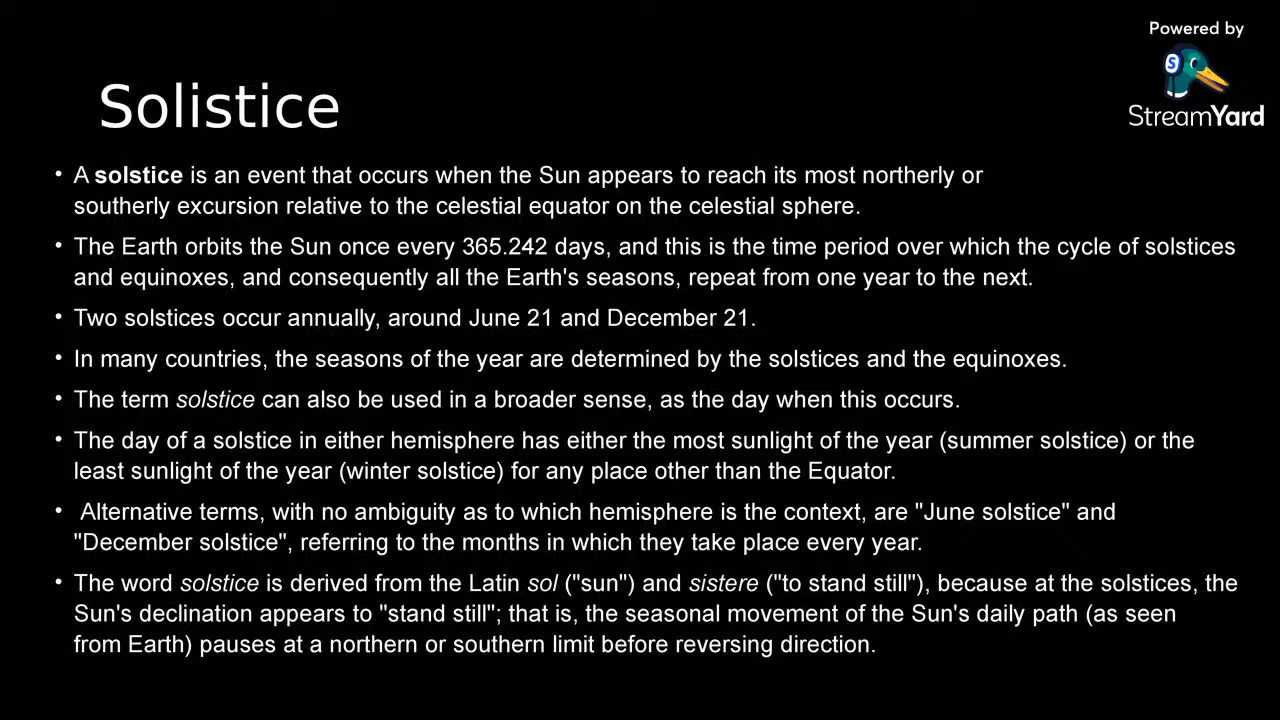 Powered by
S
StreamYard
Solistice
• A solstice is an event that occurs when the Sun appears to reach its most northerly or
southerly excursion relative to the celestial equator on the celestial sphere.
• The Earth orbits the Sun once every 365.242 days, and this is the time period over which the cycle of solstices
and equinoxes, and consequently all the Earth's seasons, repeat from one year to the next.
• Two solstices occur annually, around June 21 and December 21.
• In many countries, the seasons of the year are determined by the solstices and the equinoxes.
• The term solstice can also be used in a broader sense, as the day when this occurs.
• The day of a solstice in either hemisphere has either the most sunlight of the year (summer solstice) or the
least sunlight of the year (winter solstice) for any place other than the Equator.
• Alternative terms, with no ambiguity as to which hemisphere is the context, are "June solstice" and
"December solstice", referring to the months in which they take place every year.
• The word solstice is derived from the Latin sol ("sun") and sistere ("to stand still"), because at the solstices, the
Sun's declination appears to "stand still"; that is, the seasonal movement of the Sun's daily path (as seen
from Earth) pauses at a northern or southern limit before reversing direction.